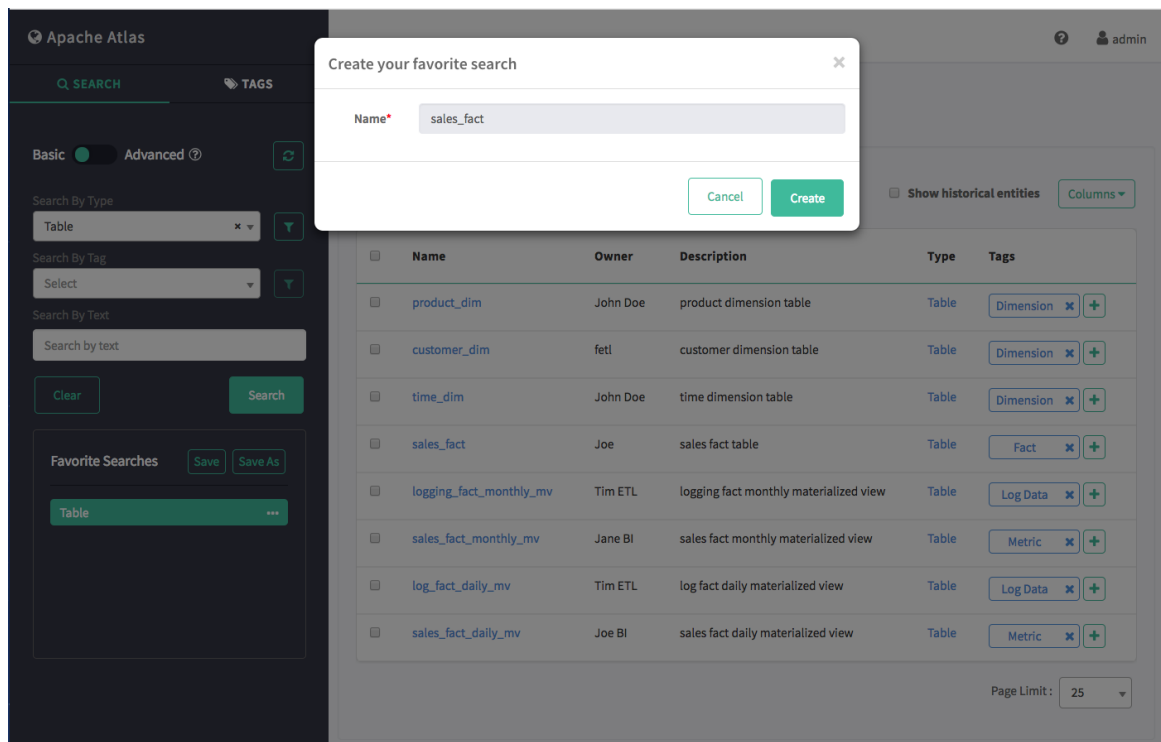 Apache Atlas
admin
SEARCH
TAGS
Create your favorite search
Name* sales_fact
Cancel
Create
Basic Advanced
Search By Type
Table
Search By Tag
Select
Search By Text
Search by text
Clear
Search
Favorite Searches
Save
Save As
Table
Show historical entities
Columns
Name Owner Description Type Tags
product_dim John Doe product dimension table Table Dimension
customer_dim fetl customer dimension table Table Dimension
time_dim John Doe time dimension table Table Dimension
sales_fact Joe sales fact table Table Fact
logging_fact_monthly_mv Tim ETL logging fact monthly materialized view Table Log Data
sales_fact_monthly_mv Jane BI sales fact monthly materialized view Table Metric
log_fact_daily_mv Tim ETL log fact daily materialized view Table Log Data
sales_fact_daily_mv Joe BI sales fact daily materialized view Table Metric
Page Limit : 25